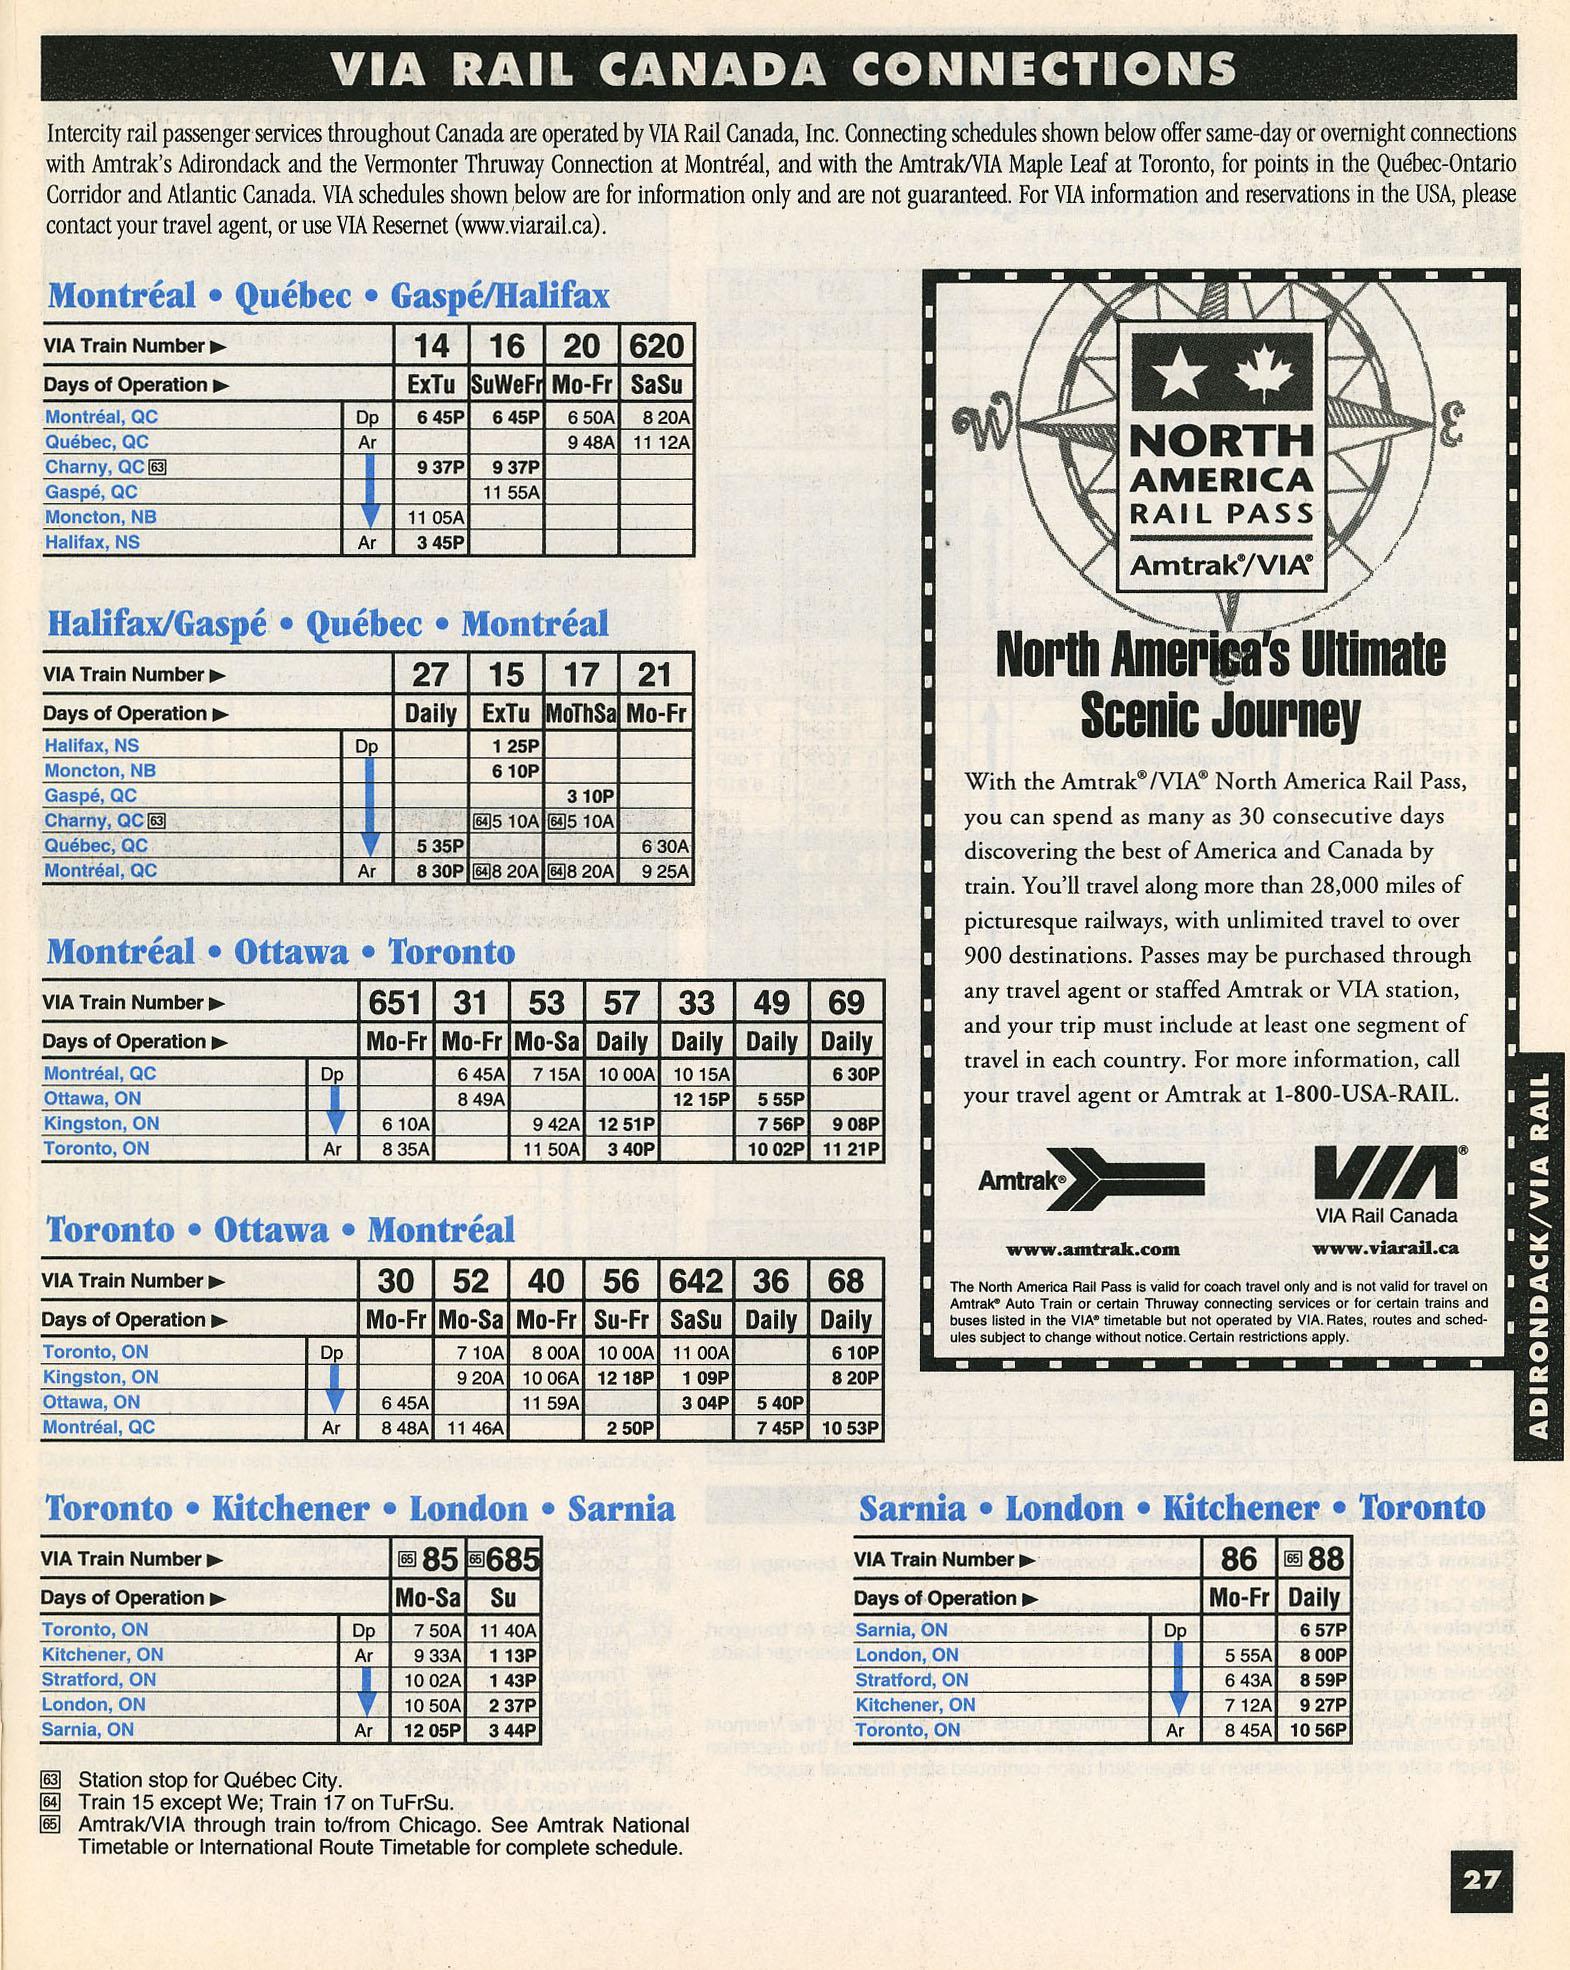 VIA RAIL CANADA CONNECTIONS
Intercity rail passenger services throughout Canada are operated by VIA Rail Canada, Inc. Connecting schedules shown below offer same-day or overnight connections
with Amtrak's Adirondack and the Vermonter Thruway Connection at Montréal, and with the Amtrak/VIA Maple Leaf at Toronto, for points in the Québec-Ontario
Corridor and Atlantic Canada. VIA schedules shown below are for information only and are not guaranteed. For VIA information and reservations in the USA, please
contact your travel agent, or use VIA Resernet (www.viarail.ca).
Montréal • Québec • Gaspé/Halifax
VIA Train Number ► 14 16 20 620
Days of Operation ► ExTu SuWeFr Mo-Fr SaSu
Montréal, QC Dp 6 45P 6 45P 6 50A 8 20A
Québec, QC Ar 9 48A 11 12A
Charny, QC 63 9 37P 9 37P
Gaspé, QC 11 55A
Moncton, NB 11 05A
Halifax, NS Ar 3 45P
Halifax/Gaspé • Québec • Montréal
VIA Train Number ► 27 15 17 21
Days of Operation ► Daily ExTu MoThSa Mo-Fr
Halifax, NS Dp 1 25P
Moncton, NB 6 10P
Gaspé, QC 3 10P
Charny, QC 63 64 5 10A 64 5 10A
Québec, QC 5 35P 6 30A
Montréal, QC Ar 8 30P 64 8 20A 64 8 20A 9 25A
Montréal • Ottawa • Toronto
VIA Train Number ► 651 31 53 57 33 49 69
Days of Operation ► Mo-Fr Mo-Fr Mo-Sa Daily Daily Daily Daily
Montréal, QC Dp 6 45A 7 15A 10 00A 10 15A 6 30P
Ottawa, ON 8 49A 12 15P 5 55P
Kingston, ON 6 10A 9 42A 12 51P 7 56P 9 08P
Toronto, ON Ar 8 35A 11 50A 3 40P 10 02P 11 21P
Toronto • Ottawa • Montréal
VIA Train Number ► 30 52 40 56 642 36 68
Days of Operation ► Mo-Fr Mo-Sa Mo-Fr Su-Fr SaSu Daily Daily
Toronto, ON Dp 7 10A 8 00A 10 00A 11 00A 6 10P
Kingston, ON 9 20A 10 06A 12 18P 1 09P 8 20P
Ottawa, ON 6 45A 11 59A 3 04P 5 40P
Montréal, QC Ar 8 48A 11 46A 2 50P 7 45P 10 53P
Toronto • Kitchener • London • Sarnia
VIA Train Number ► 65 85 65 685
Days of Operation ► Mo-Sa Su
Toronto, ON Dp 7 50A 11 40A
Kitchener, ON Ar 9 33A 1 13P
Stratford, ON 10 02A 1 43P
London, ON 10 50A 2 37P
Sarnia, ON Ar 12 05P 3 44P
63 Station stop for Québec City.
64 Train 15 except We; Train 17 on TuFrSu.
65 Amtrak/VIA through train to/from Chicago. See Amtrak National
Timetable or International Route Timetable for complete schedule.
Sarnia • London • Kitchener • Toronto
VIA Train Number ► 86 65 88
Days of Operation ► Mo-Fr Daily
Sarnia, ON Dp 6 57P
London, ON 5 55A 8 00P
Stratford, ON 6 43A 8 59P
Kitchener, ON 7 12A 9 27P
Toronto, ON Ar 8 45A 10 56P
W E
NORTH
AMERICA
RAIL PASS
Amtrak®/VIA®
North America's Ultimate
Scenic Journey
With the Amtrak®/VIA® North America Rail Pass,
you can spend as many as 30 consecutive days
discovering the best of America and Canada by
train. You'll travel along more than 28,000 miles of
picturesque railways, with unlimited travel to over
900 destinations. Passes may be purchased through
any travel agent or staffed Amtrak or VIA station,
and your trip must include at least one segment of
travel in each country. For more information, call
your travel agent or Amtrak at 1-800-USA-RAIL.
Amtrak® VIA®
VIA Rail Canada
www.amtrak.com www.viarail.ca
The North America Rail Pass is valid for coach travel only and is not valid for travel on
Amtrak® Auto Train or certain Thruway connecting services or for certain trains and
buses listed in the VIA® timetable but not operated by VIA. Rates, routes and sched-
ules subject to change without notice. Certain restrictions apply.
ADIRONDACK/VIA RAIL
27